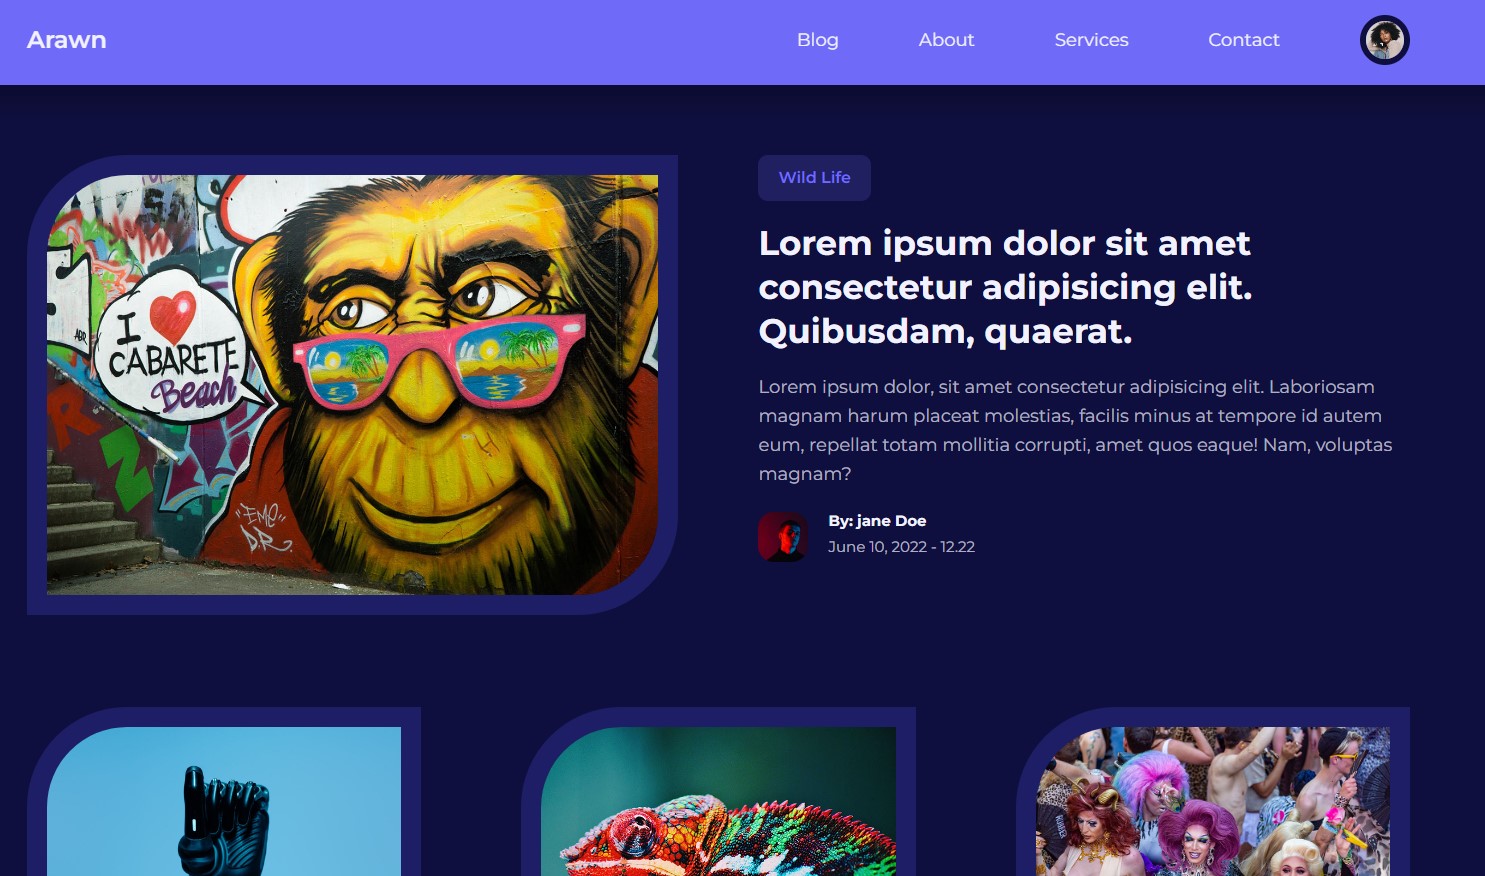 Arawn
Blog
About
Services
Contact
I
CABARETE
Beach
ABR
"EME"
D.R.
Wild Life
Lorem ipsum dolor sit amet
consectetur adipisicing elit.
Quibusdam, quaerat.
Lorem ipsum dolor, sit amet consectetur adipisicing elit. Laboriosam
magnam harum placeat molestias, facilis minus at tempore id autem
eum, repellat totam mollitia corrupti, amet quos eaque! Nam, voluptas
magnam?
By: jane Doe
June 10, 2022 - 12.22